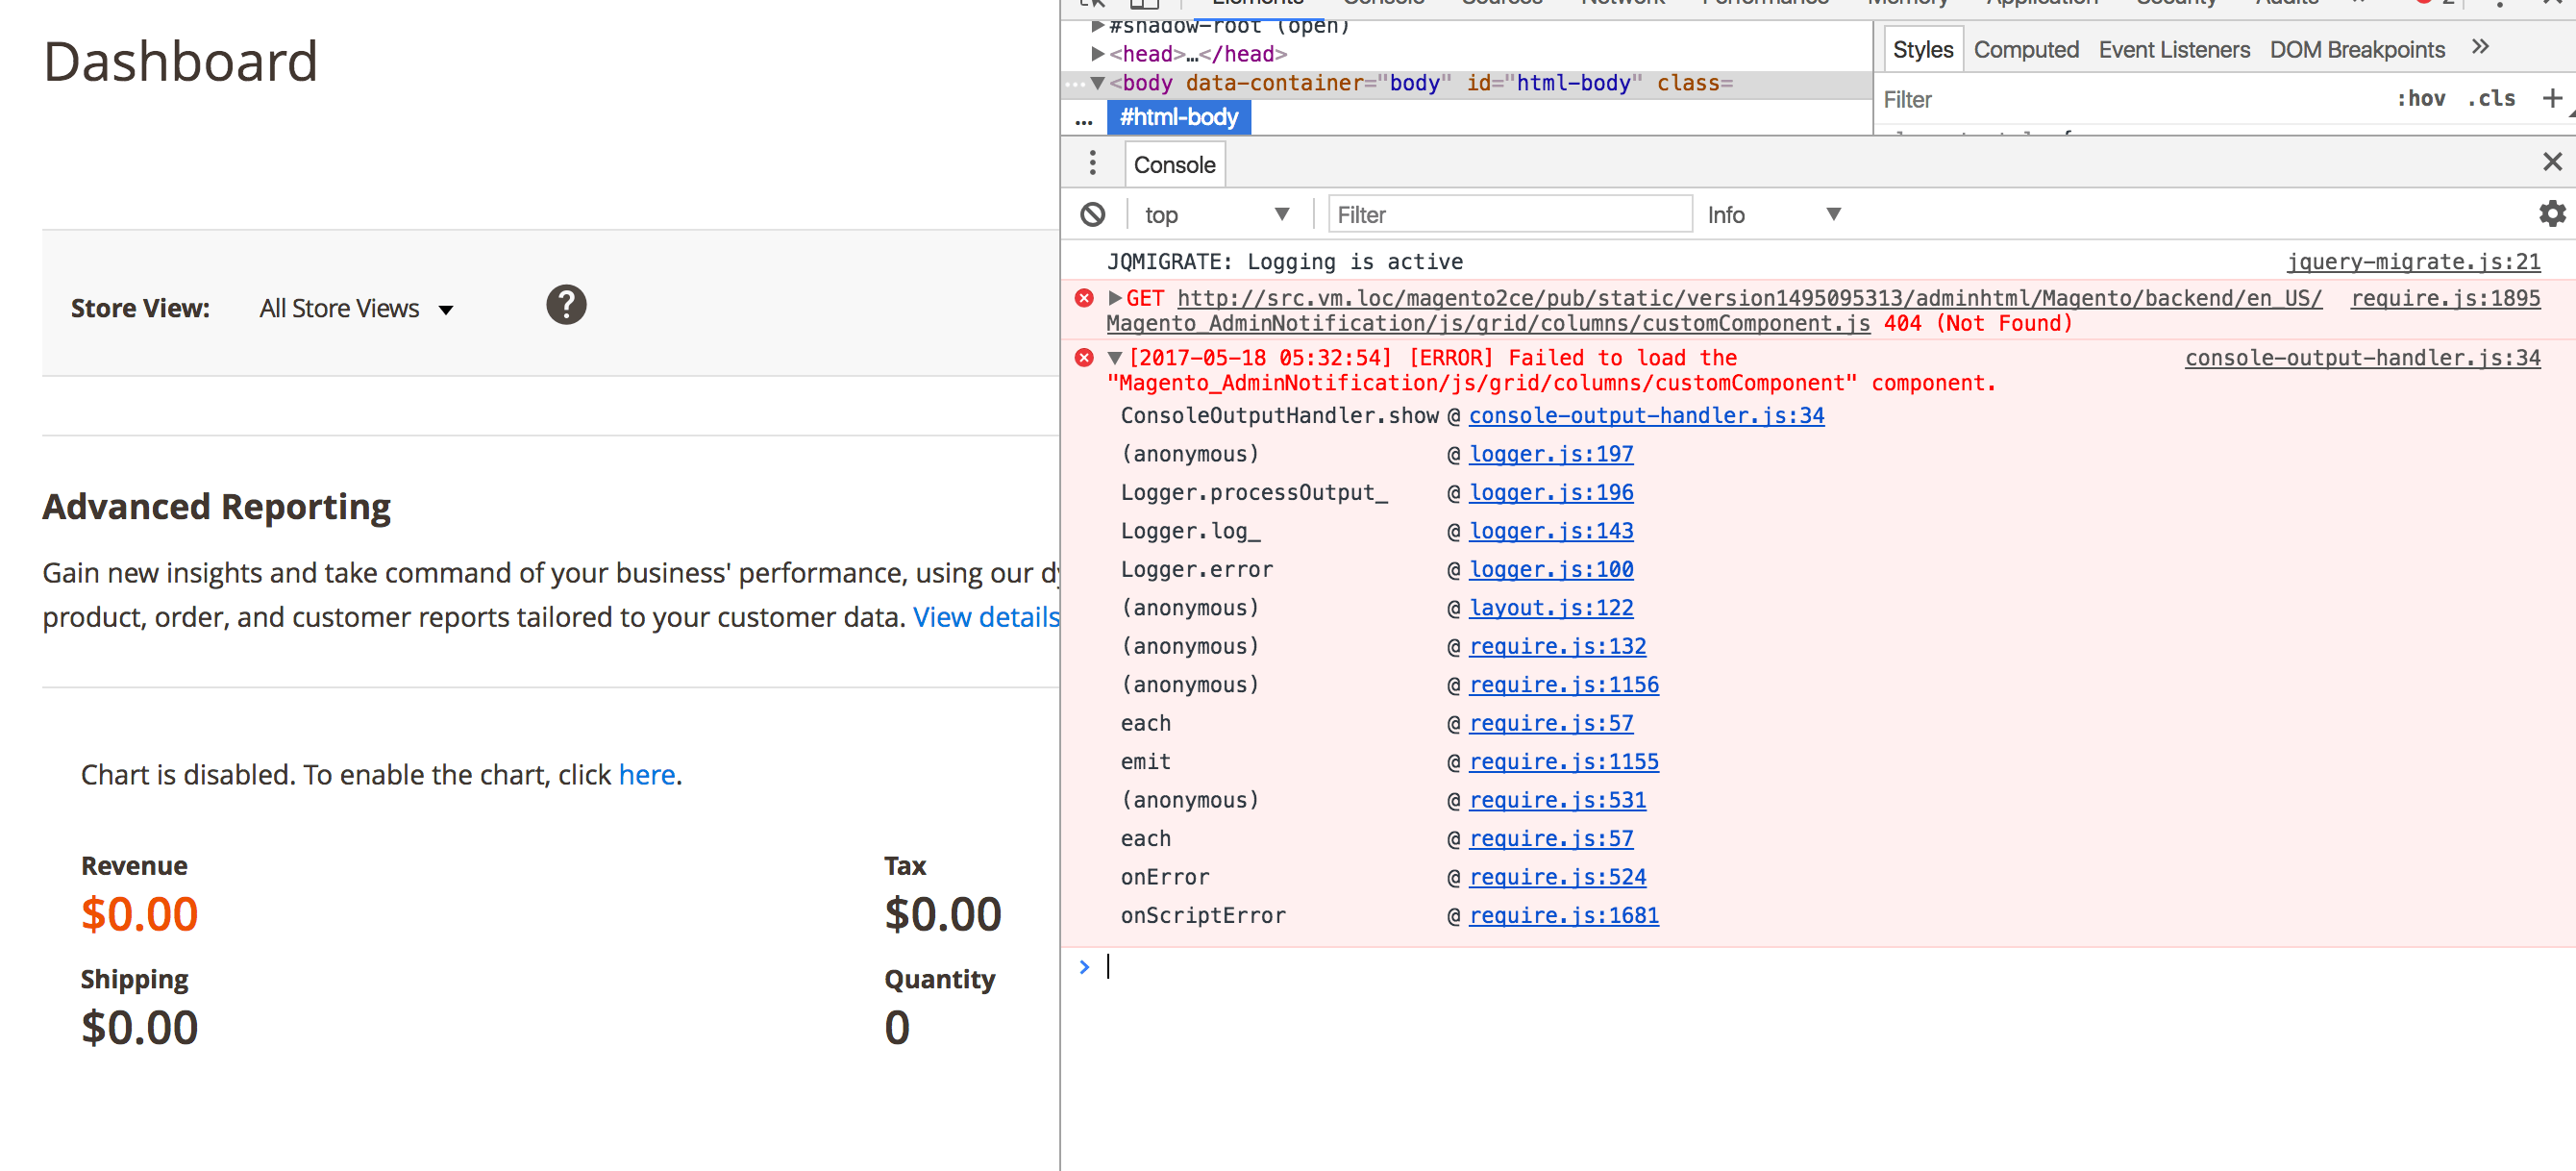 Dashboard
Store View: All Store Views ?
Advanced Reporting
Gain new insights and take command of your business' performance, using our
product, order, and customer reports tailored to your customer data. View details
Chart is disabled. To enable the chart, click here.
Revenue
$0.00
Tax
$0.00
Shipping
$0.00
Quantity
0
Elements Console Sources Network Performance Memory Application Security Audits » 2
▶#shadow-root (open)
▶<head>…</head>
…▼<body data-container="body" id="html-body" class=
... #html-body
Styles Computed Event Listeners DOM Breakpoints »
Filter :hov .cls +
Console
top ▼ Filter Info ▼
JQMIGRATE: Logging is active jquery-migrate.js:21
▶GET http://src.vm.loc/magento2ce/pub/static/version1495095313/adminhtml/Magento/backend/en_US/ require.js:1895
Magento_AdminNotification/js/grid/columns/customComponent.js 404 (Not Found)
▼[2017-05-18 05:32:54] [ERROR] Failed to load the console-output-handler.js:34
"Magento_AdminNotification/js/grid/columns/customComponent" component.
ConsoleOutputHandler.show @ console-output-handler.js:34
(anonymous) @ logger.js:197
Logger.processOutput_ @ logger.js:196
Logger.log_ @ logger.js:143
Logger.error @ logger.js:100
(anonymous) @ layout.js:122
(anonymous) @ require.js:132
(anonymous) @ require.js:1156
each @ require.js:57
emit @ require.js:1155
(anonymous) @ require.js:531
each @ require.js:57
onError @ require.js:524
onScriptError @ require.js:1681
>